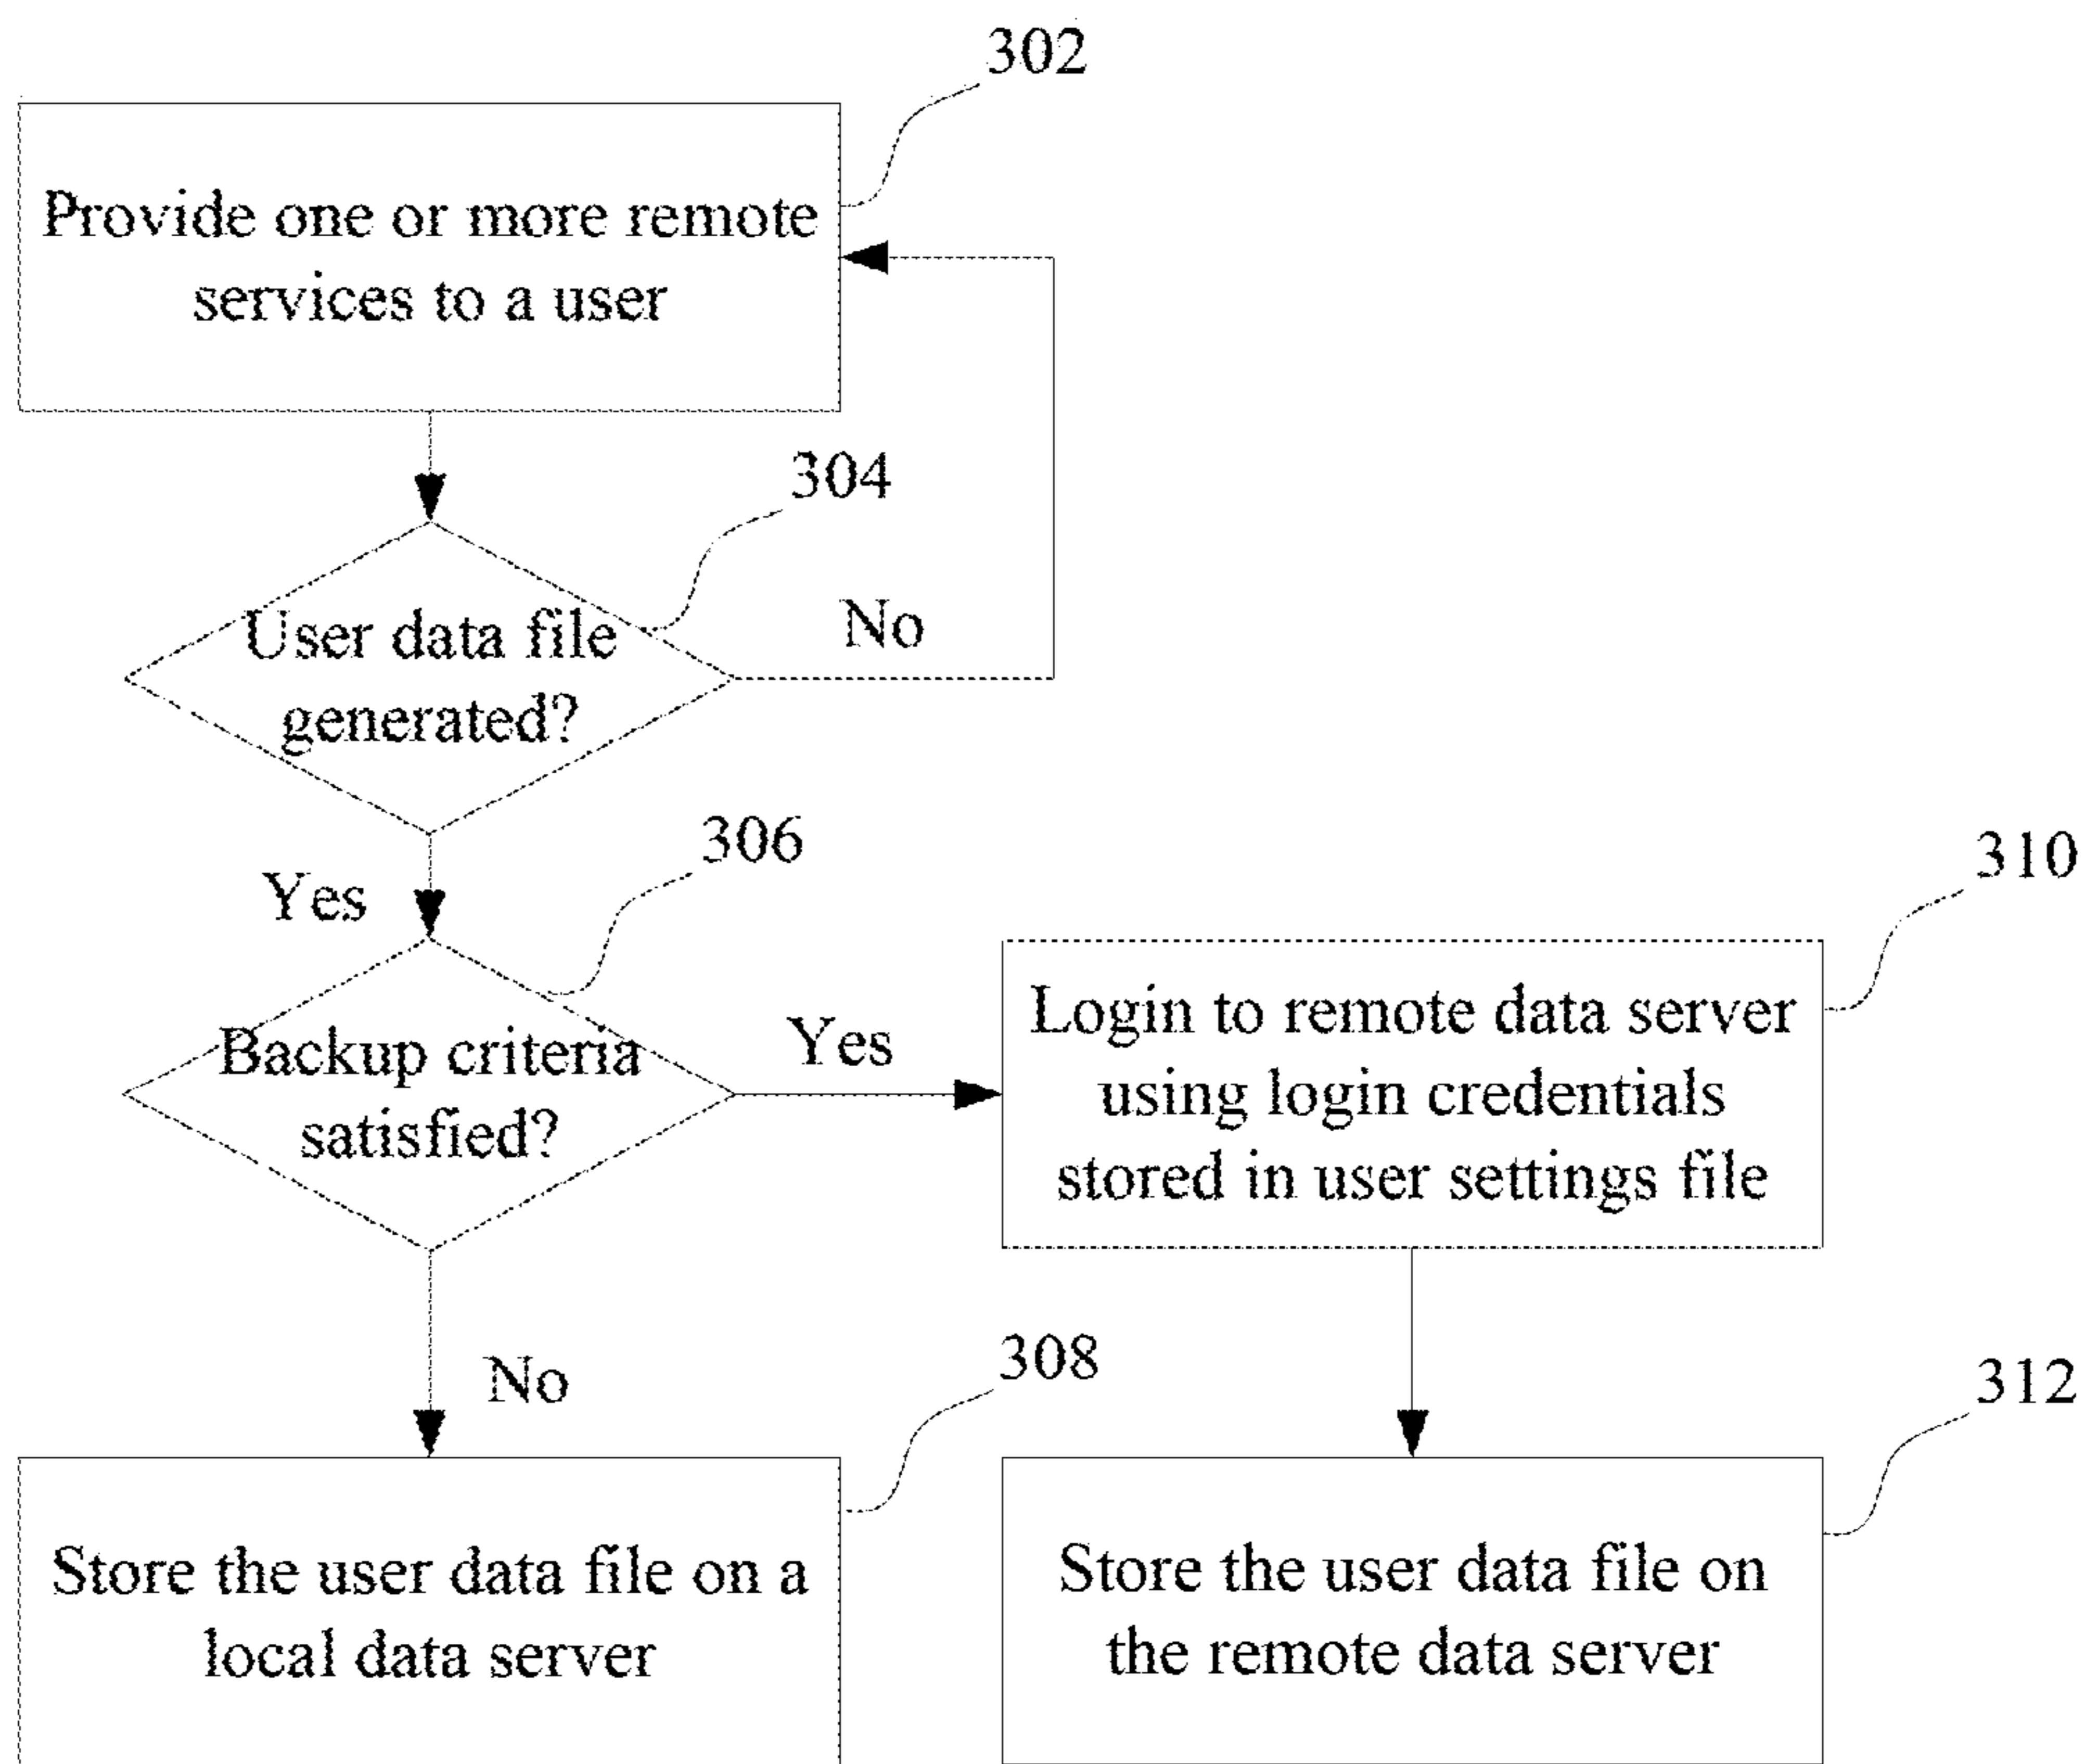 302
Provide one or more remote
services to a user
304
User data file
generated?
No
Yes
306
Backup criteria
satisfied?
Yes
310
Login to remote data server
using login credentials
stored in user settings file
No
308
Store the user data file on a
local data server
312
Store the user data file on
the remote data server